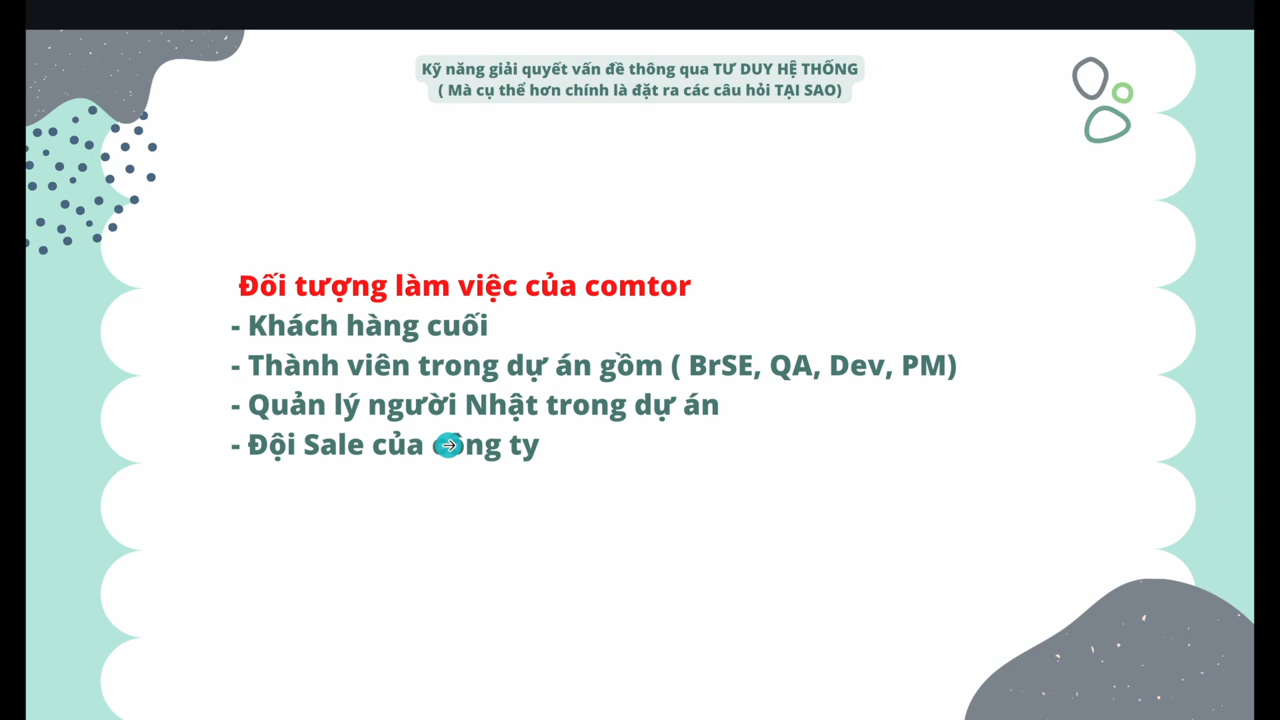 Kỹ năng giải quyết vấn đề thông qua TƯ DUY HỆ THỐNG
( Mà cụ thể hơn chính là đặt ra các câu hỏi TẠI SAO)
Đối tượng làm việc của comtor
- Khách hàng cuối
- Thành viên trong dự án gồm ( BrSE, QA, Dev, PM)
- Quản lý người Nhật trong dự án
- Đội Sale của công ty